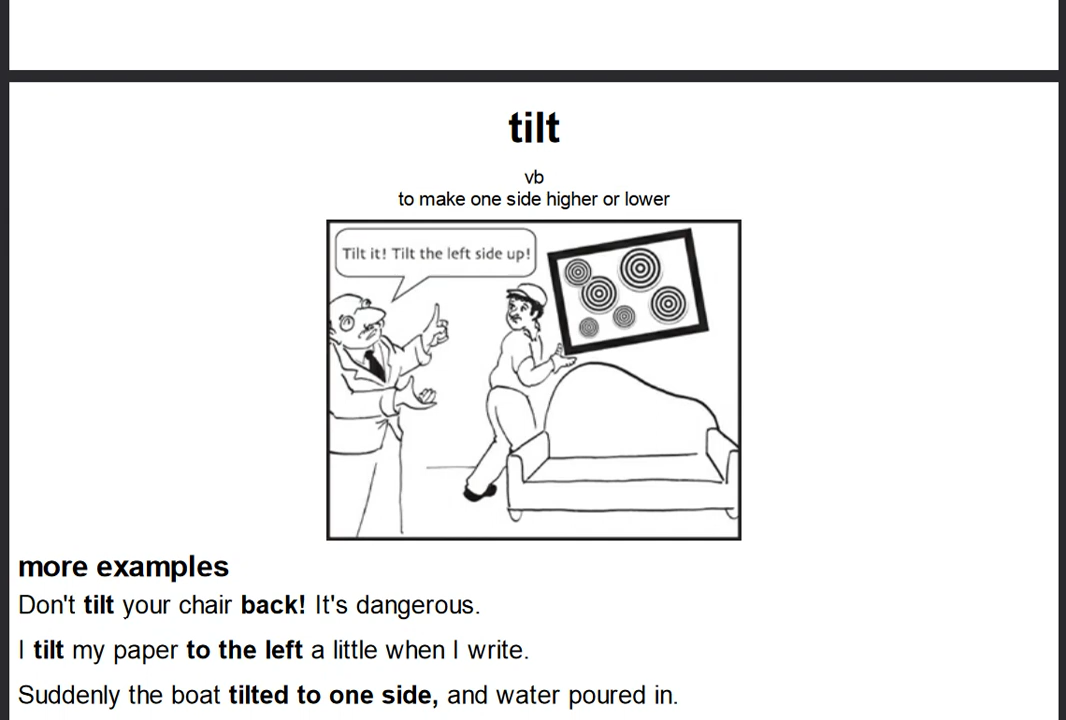 tilt
vb
to make one side higher or lower
Tilt it! Tilt the left side up!
more examples
Don't tilt your chair back! It's dangerous.
I tilt my paper to the left a little when I write.
Suddenly the boat tilted to one side, and water poured in.